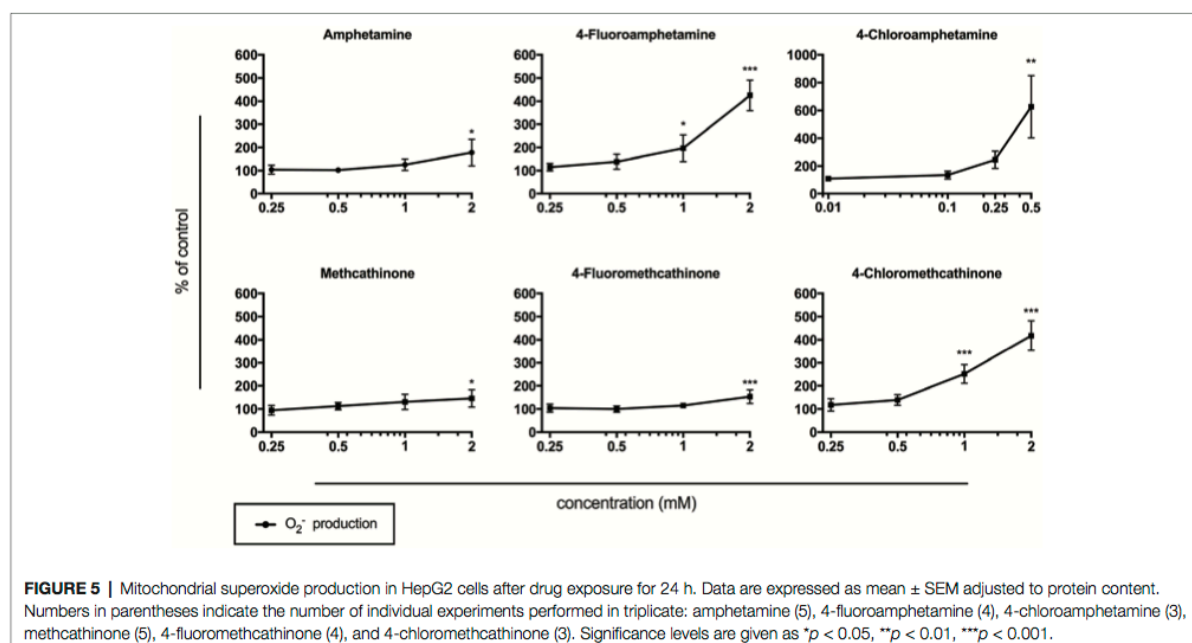 Amphetamine 4-Fluoroamphetamine 4-Chloroamphetamine
600 600 1000
500 500 800
400 400 600
300 300 400
200 200 200
100 100 0
0 0
* * *** **
0.25 0.5 1 2 0.25 0.5 1 2 0.01 0.1 0.25 0.5
% of control
Methcathinone 4-Fluoromethcathinone 4-Chloromethcathinone
600 600 600
500 500 500
400 400 400
300 300 300
200 200 200
100 100 100
0 0 0
* *** *** ***
0.25 0.5 1 2 0.25 0.5 1 2 0.25 0.5 1 2
concentration (mM)
O₂⁻ production
FIGURE 5 | Mitochondrial superoxide production in HepG2 cells after drug exposure for 24 h. Data are expressed as mean ± SEM adjusted to protein content.
Numbers in parentheses indicate the number of individual experiments performed in triplicate: amphetamine (5), 4-fluoroamphetamine (4), 4-chloroamphetamine (3),
methcathinone (5), 4-fluoromethcathinone (4), and 4-chloromethcathinone (3). Significance levels are given as *p < 0.05, **p < 0.01, ***p < 0.001.